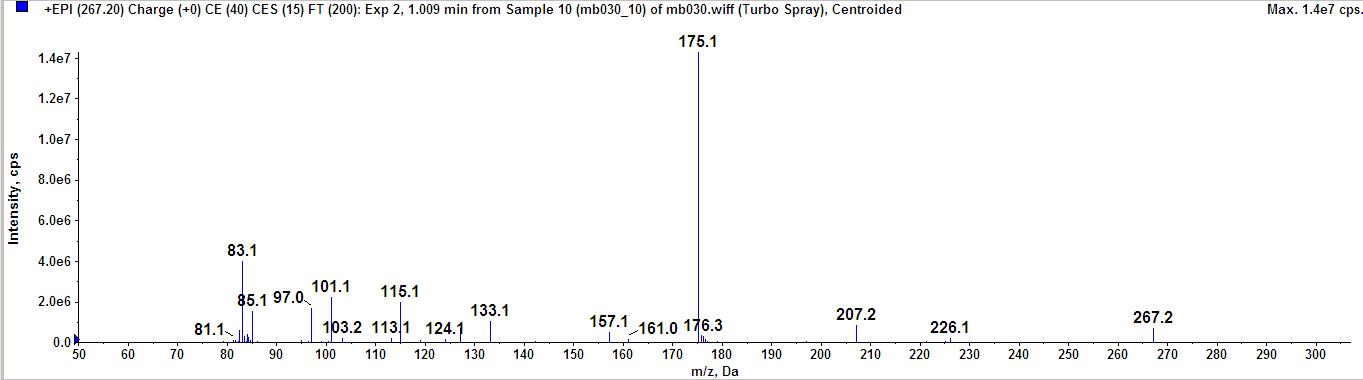 +EPI (267.20) Charge (+0) CE (40) CES (15) FT (200): Exp 2, 1.009 min from Sample 10 (mb030_10) of mb030.wiff (Turbo Spray), Centroided
Max. 1.4e7 cps.
175.1
1.4e7
1.2e7
1.0e7
8.0e6
6.0e6
4.0e6
2.0e6
0.0
Intensity, cps
83.1
85.1
97.0
101.1
81.1
103.2
113.1
115.1
124.1
133.1
157.1
161.0
176.3
207.2
226.1
267.2
50 60 70 80 90 100 110 120 130 140 150 160 170 180 190 200 210 220 230 240 250 260 270 280 290 300
m/z, Da